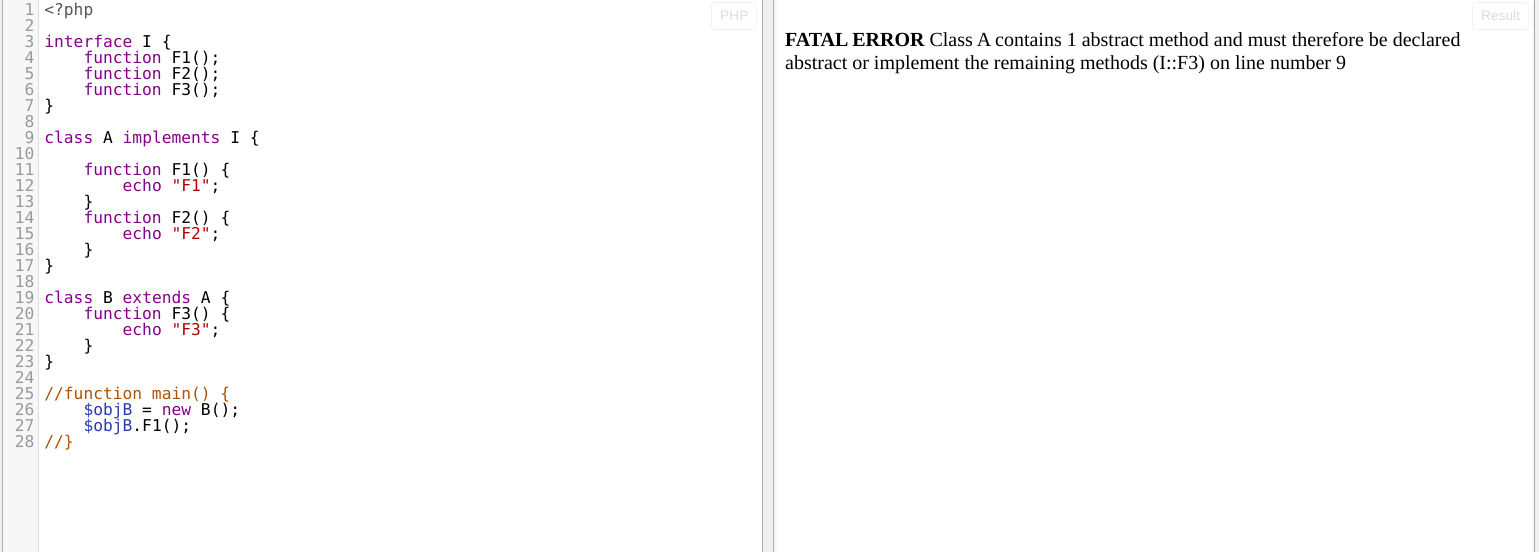 1 <?php
PHP
2
3 interface I {
4     function F1();
5     function F2();
6     function F3();
7 }
8
9 class A implements I {
10
11     function F1() {
12         echo "F1";
13     }
14     function F2() {
15         echo "F2";
16     }
17 }
18
19 class B extends A {
20     function F3() {
21         echo "F3";
22     }
23 }
24
25 //function main() {
26     $objB = new B();
27     $objB.F1();
28 //}
Result
FATAL ERROR Class A contains 1 abstract method and must therefore be declared
abstract or implement the remaining methods (I::F3) on line number 9